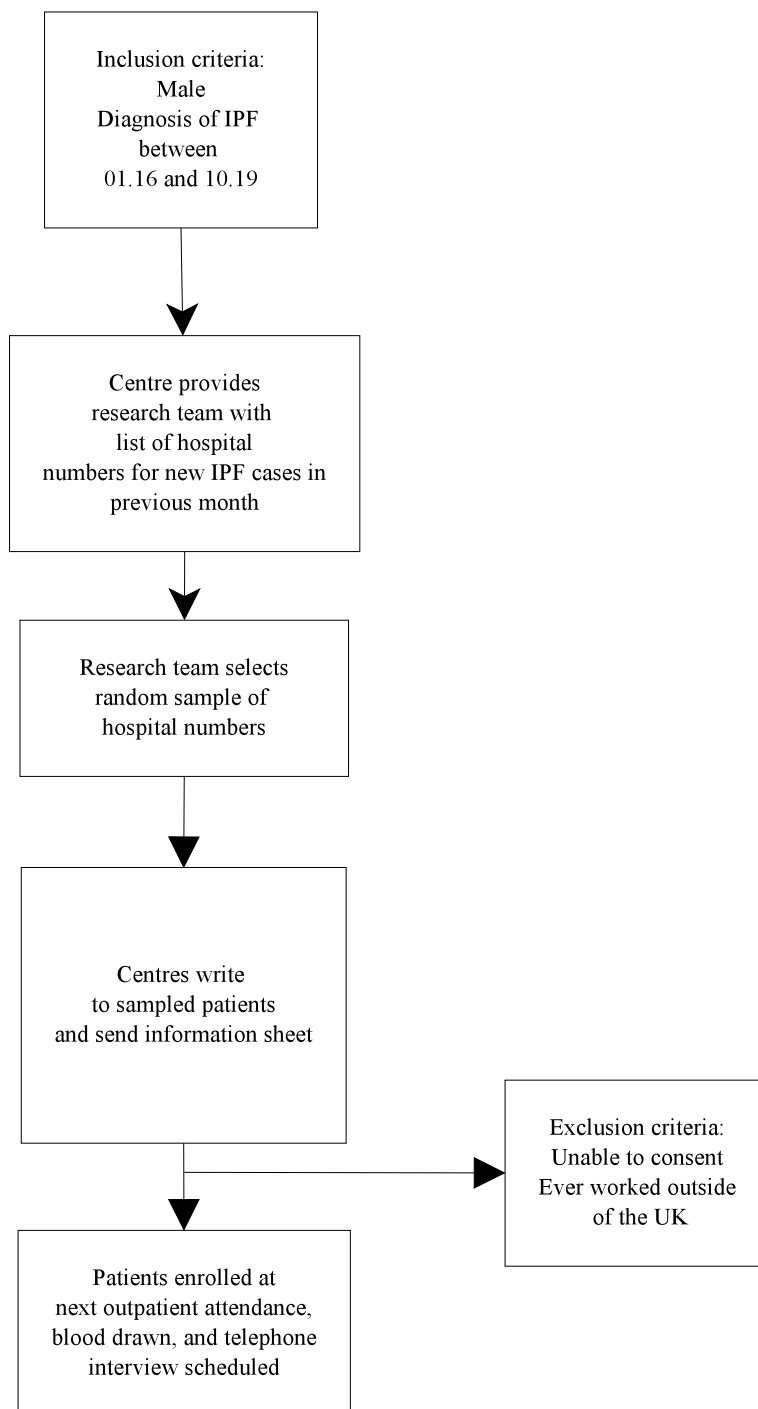 Inclusion criteria:
Male
Diagnosis of IPF
between
01.16 and 10.19
Centre provides
research team with
list of hospital
numbers for new IPF cases in
previous month
Research team selects
random sample of
hospital numbers
Centres write
to sampled patients
and send information sheet
Exclusion criteria:
Unable to consent
Ever worked outside
of the UK
Patients enrolled at
next outpatient attendance,
blood drawn, and telephone
interview scheduled